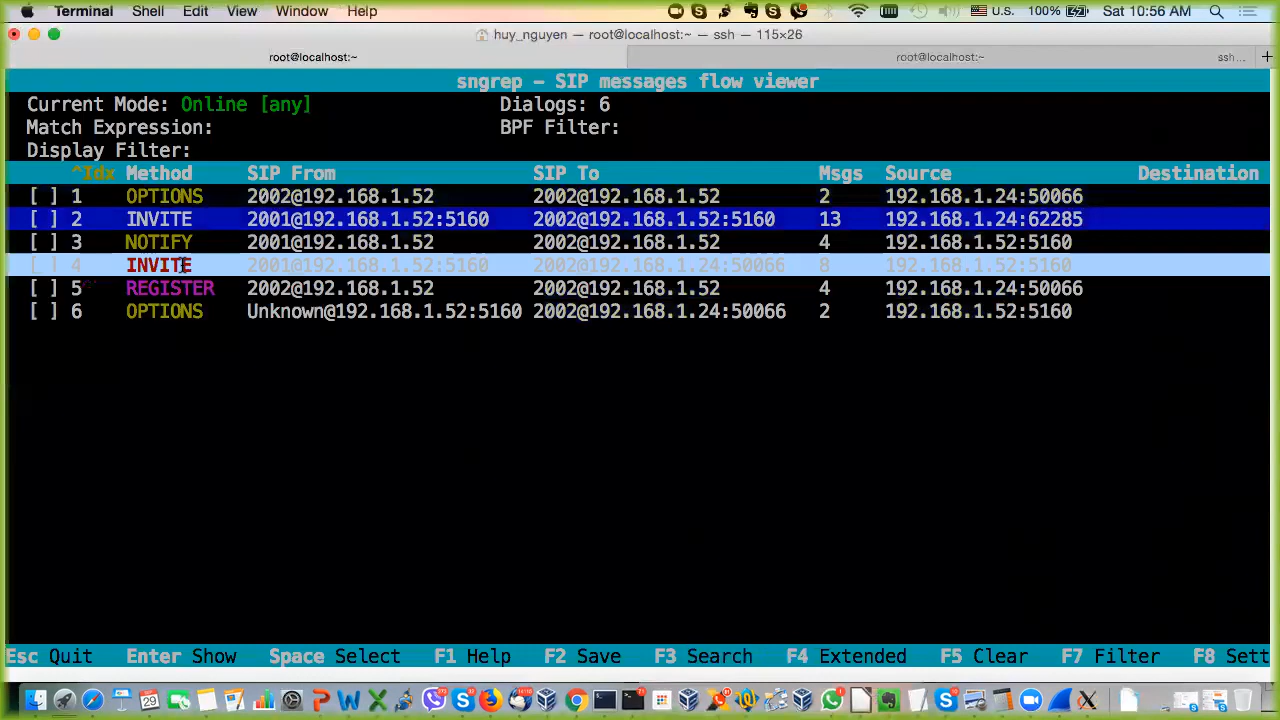 Terminal Shell Edit View Window Help U.S. 100% Sat 10:56 AM
huy_nguyen — root@localhost:~ — ssh — 115×26
root@localhost:~ root@localhost:~ ssh... +
sngrep - SIP messages flow viewer
Current Mode: Online [any] Dialogs: 6
Match Expression: BPF Filter:
Display Filter:
^Idx Method SIP From SIP To Msgs Source Destination
[ ] 1 OPTIONS 2002@192.168.1.52 2002@192.168.1.52 2 192.168.1.24:50066
[ ] 2 INVITE 2001@192.168.1.52:5160 2002@192.168.1.52:5160 13 192.168.1.24:62285
[ ] 3 NOTIFY 2001@192.168.1.52 2001@192.168.1.52 4 192.168.1.52:5160
[ ] 4 INVITE 2001@192.168.1.52:5160 2002@192.168.1.24:50066 8 192.168.1.52:5160
[ ] 5 REGISTER 2002@192.168.1.52 2002@192.168.1.52 4 192.168.1.24:50066
[ ] 6 OPTIONS Unknown@192.168.1.52:5160 2002@192.168.1.24:50066 2 192.168.1.52:5160
Esc Quit Enter Show Space Select F1 Help F2 Save F3 Search F4 Extended F5 Clear F7 Filter F8 Sett